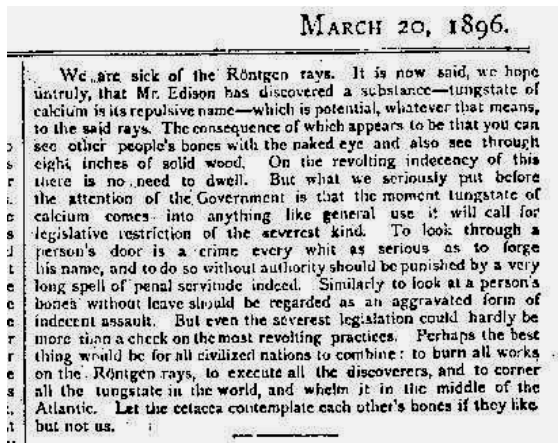 MARCH 20, 1896.
We are sick of the Röntgen rays. It is now said, we hope
untruly, that Mr. Edison has discovered a substance—tungstate of
calcium is its repulsive name—which is potential, whatever that means,
to the said rays. The consequence of which appears to be that you can
see other people's bones with the naked eye and also see through
eight inches of solid wood. On the revolting indecency of this
there is no need to dwell. But what we seriously put before
the attention of the Government is that the moment tungstate of
calcium comes into anything like general use it will call for
legislative restriction of the severest kind. To look through a
person's door is a crime every whit as serious as to forge
his name, and to do so without authority should be punished by a very
long spell of penal servitude indeed. Similarly to look at a person's
bones without leave should be regarded as an aggravated form of
indecent assault. But even the severest legislation could hardly be
more than a check on the most revolting practices. Perhaps the best
thing would be for all civilized nations to combine: to burn all works
on the Röntgen rays, to execute all the discoverers, and to corner
all the tungstate in the world, and whelm it in the middle of the
Atlantic. Let the cetacea contemplate each other's bones if they like
but not us.